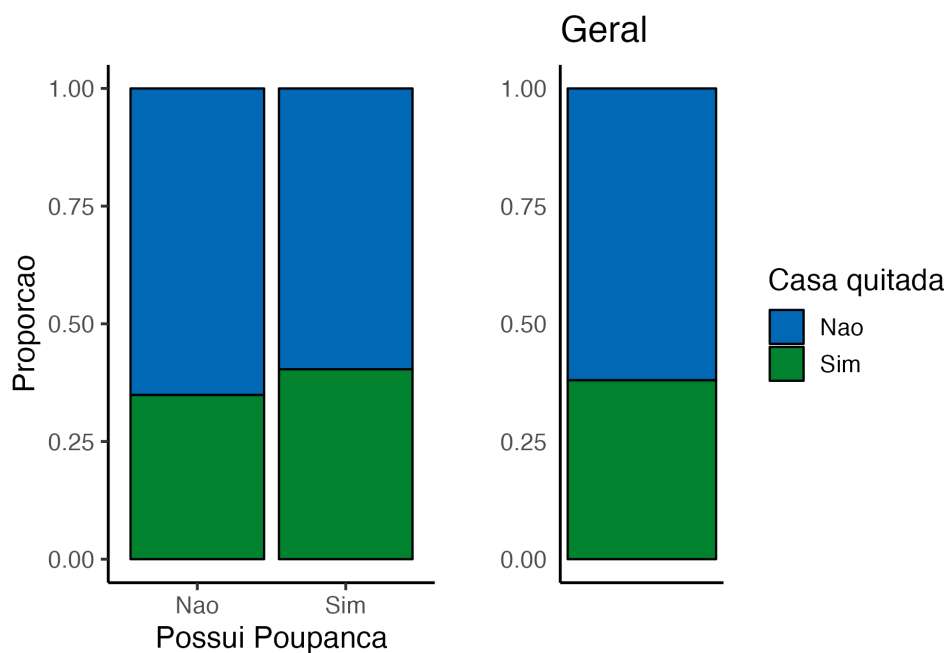 Geral
1.00
0.75
0.50
0.25
0.00
Proporcao
Nao
Sim
Possui Poupanca
1.00
0.75
0.50
0.25
0.00
Casa quitada
Nao
Sim